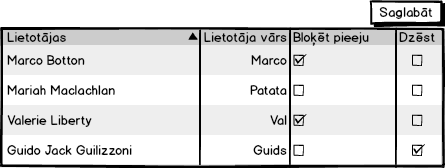 Saglabāt
Lietotājas Lietotāja vārs Bloķēt pieeju Dzēst
Marco Botton Marco
Mariah Maclachlan Patata
Valerie Liberty Val
Guido Jack Guilizzoni Guids